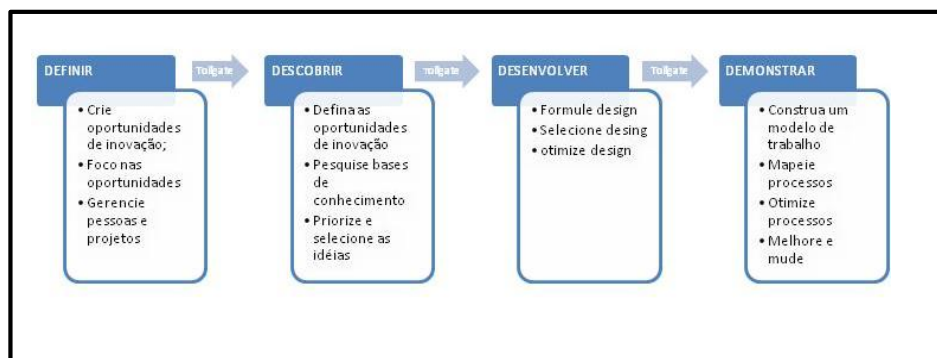 DEFINIR
Tollgate
DESCOBRIR
Tollgate
DESENVOLVER
Tollgate
DEMONSTRAR
• Crie
oportunidades
de inovação;
• Foco nas
oportunidades
• Gerencie
pessoas e
projetos
• Defina as
oportunidades
de inovação
• Pesquise bases
de
conhecimento
• Priorize e
selecione as
idéias
• Formule design
• Selecione desing
• otimize design
• Construa um
modelo de
trabalho
• Mapeie
processos
• Otimize
processos
• Melhore e
mude